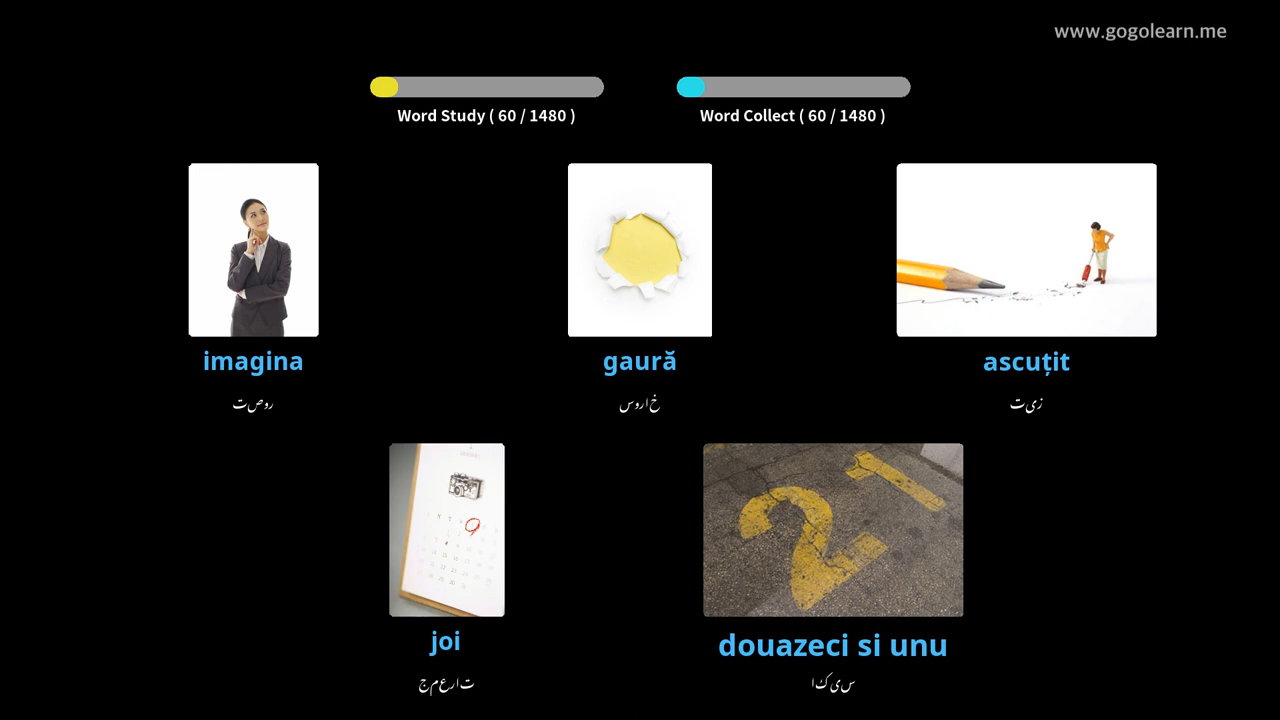 www.gogolearn.me
Word Study ( 60 / 1480 )
Word Collect ( 60 / 1480 )
imagina
روصت
gaură
خاروس
ascuțit
زیت
joi
تارعمج
douazeci si unu
سیکا